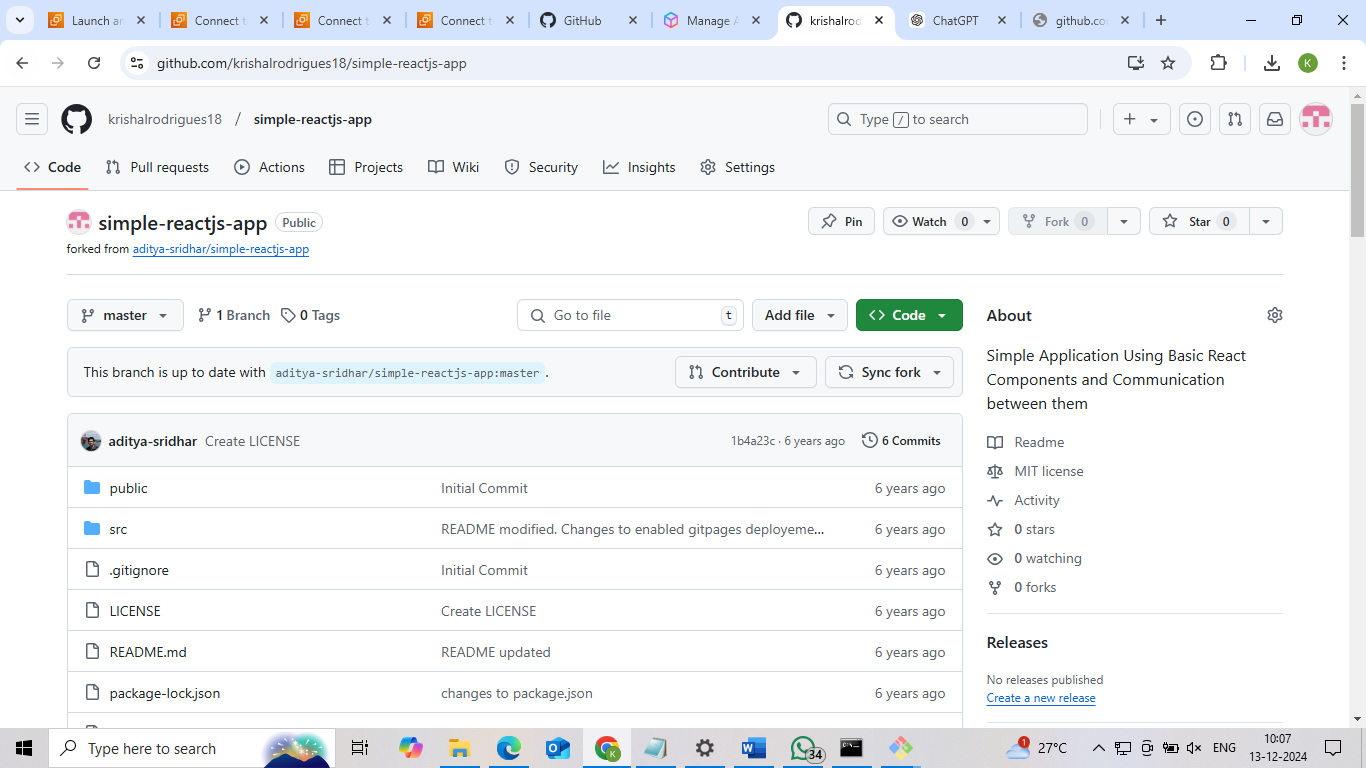 Launch a
Connect t
Connect t
Connect t
GitHub
Manage A
krishalrod
ChatGPT
github.co
github.com/krishalrodrigues18/simple-reactjs-app
K
krishalrodrigues18 / simple-reactjs-app
Type / to search
Code
Pull requests
Actions
Projects
Wiki
Security
Insights
Settings
simple-reactjs-app Public
Pin
Watch 0
Fork 0
Star 0
forked from aditya-sridhar/simple-reactjs-app
master
1 Branch
0 Tags
Go to file t
Add file
Code
About
This branch is up to date with aditya-sridhar/simple-reactjs-app:master .
Contribute
Sync fork
Simple Application Using Basic React
Components and Communication
between them
aditya-sridhar Create LICENSE 1b4a23c · 6 years ago 6 Commits
public Initial Commit 6 years ago
src README modified. Changes to enabled gitpages deployeme... 6 years ago
.gitignore Initial Commit 6 years ago
LICENSE Create LICENSE 6 years ago
README.md README updated 6 years ago
package-lock.json changes to package.json 6 years ago
Readme
MIT license
Activity
0 stars
0 watching
0 forks
Releases
No releases published
Create a new release
Type here to search
34
1
27°C
ENG
10:07
13-12-2024